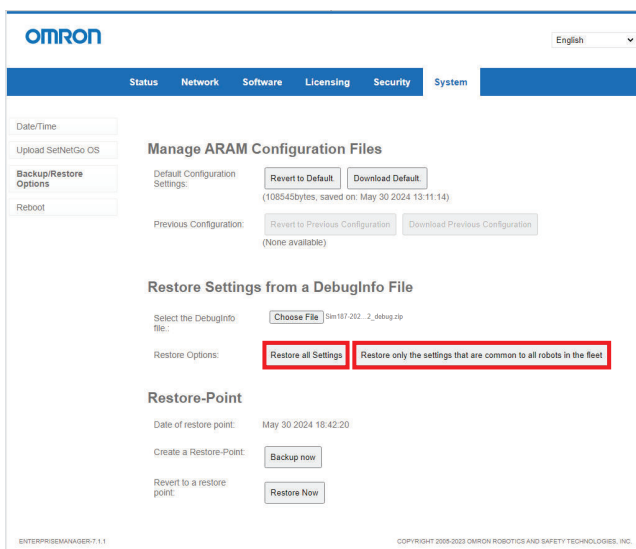 OMRON
English
Status Network Software Licensing Security System
Date/Time
Upload SetNetGo OS
Backup/Restore
Options
Reboot
Manage ARAM Configuration Files
Default Configuration
Settings:
Revert to Default Download Default.
(108545bytes, saved on: May 30 2024 13:11:14)
Previous Configuration:
Revert to Previous Configuration Download Previous Configuration
(None available)
Restore Settings from a DebugInfo File
Select the DebugInfo
file.:
Choose File Sim187-202...2_debug.zip
Restore Options:
Restore all Settings Restore only the settings that are common to all robots in the fleet
Restore-Point
Date of restore point: May 30 2024 18:42:20
Create a Restore-Point:
Backup now
Revert to a restore
point:
Restore Now
ENTERPRISEMANAGER-7.1.1 COPYRIGHT 2005-2023 OMRON ROBOTICS AND SAFETY TECHNOLOGIES, INC.